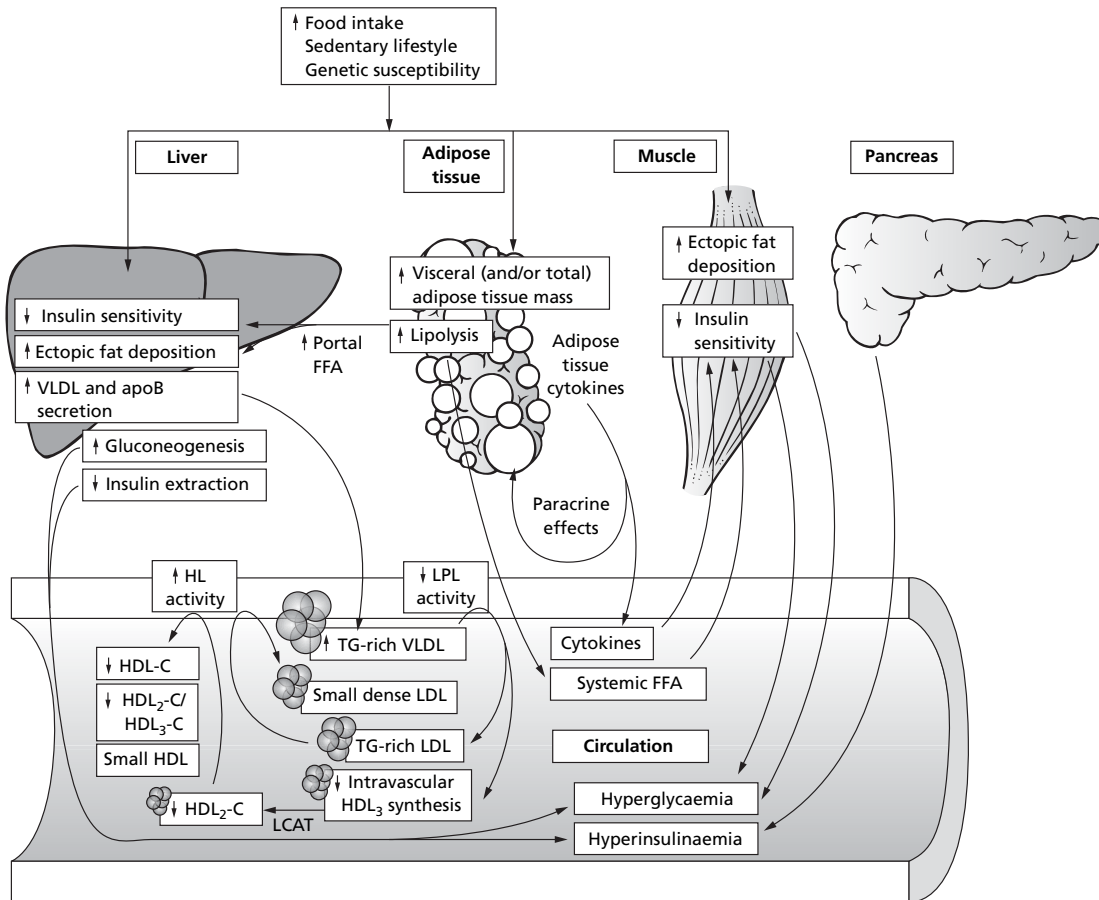 ↑ Food intake
Sedentary lifestyle
Genetic susceptibility
Liver
Adipose
tissue
Muscle
Pancreas
↓ Insulin sensitivity
↑ Ectopic fat deposition
↑ VLDL and apoB
secretion
↑ Gluconeogenesis
↓ Insulin extraction
↑ Portal
FFA
↑ Visceral (and/or total)
adipose tissue mass
↑ Lipolysis
Adipose
tissue
cytokines
Paracrine
effects
↑ Ectopic fat
deposition
↓ Insulin
sensitivity
↑ HL
activity
↓ LPL
activity
↑ TG-rich VLDL
Small dense LDL
TG-rich LDL
↓ Intravascular
HDL₃ synthesis
LCAT
↓ HDL₂-C
↓ HDL-C
↓ HDL₂-C/
HDL₃-C
Small HDL
Cytokines
Systemic FFA
Circulation
Hyperglycaemia
Hyperinsulinaemia